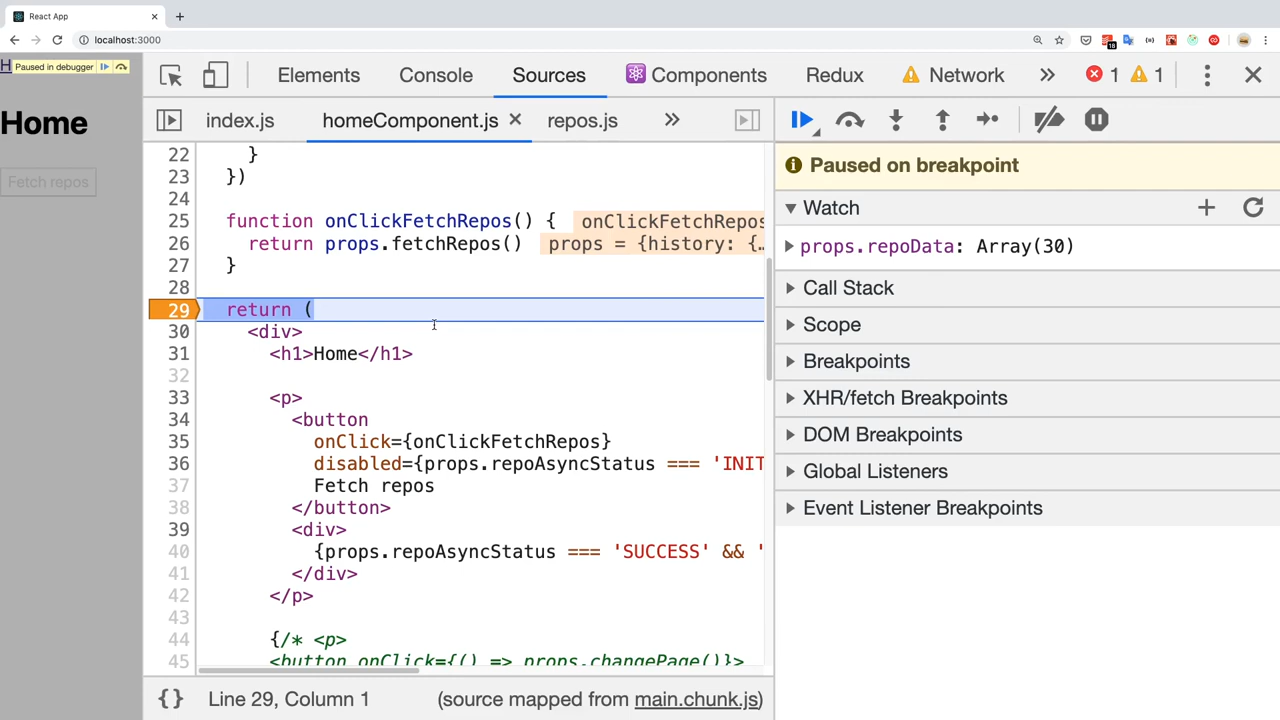 React App
localhost:3000
18
H Paused in debugger
Home
Fetch repos
Elements Console Sources Components Redux Network 1 1
index.js homeComponent.js repos.js
22 }
23 })
24
25 function onClickFetchRepos() { onClickFetchRepos
26 return props.fetchRepos() props = {history: {…
27 }
28
29 return (
30 <div>
31 <h1>Home</h1>
32
33 <p>
34 <button
35 onClick={onClickFetchRepos}
36 disabled={props.repoAsyncStatus === 'INIT
37 Fetch repos
38 </button>
39 <div>
40 {props.repoAsyncStatus === 'SUCCESS' && '
41 </div>
42 </p>
43
44 {/* <p>
45 <button onClick={() => props.changePage()}>
{} Line 29, Column 1 (source mapped from main.chunk.js)
Paused on breakpoint
Watch
props.repoData: Array(30)
Call Stack
Scope
Breakpoints
XHR/fetch Breakpoints
DOM Breakpoints
Global Listeners
Event Listener Breakpoints